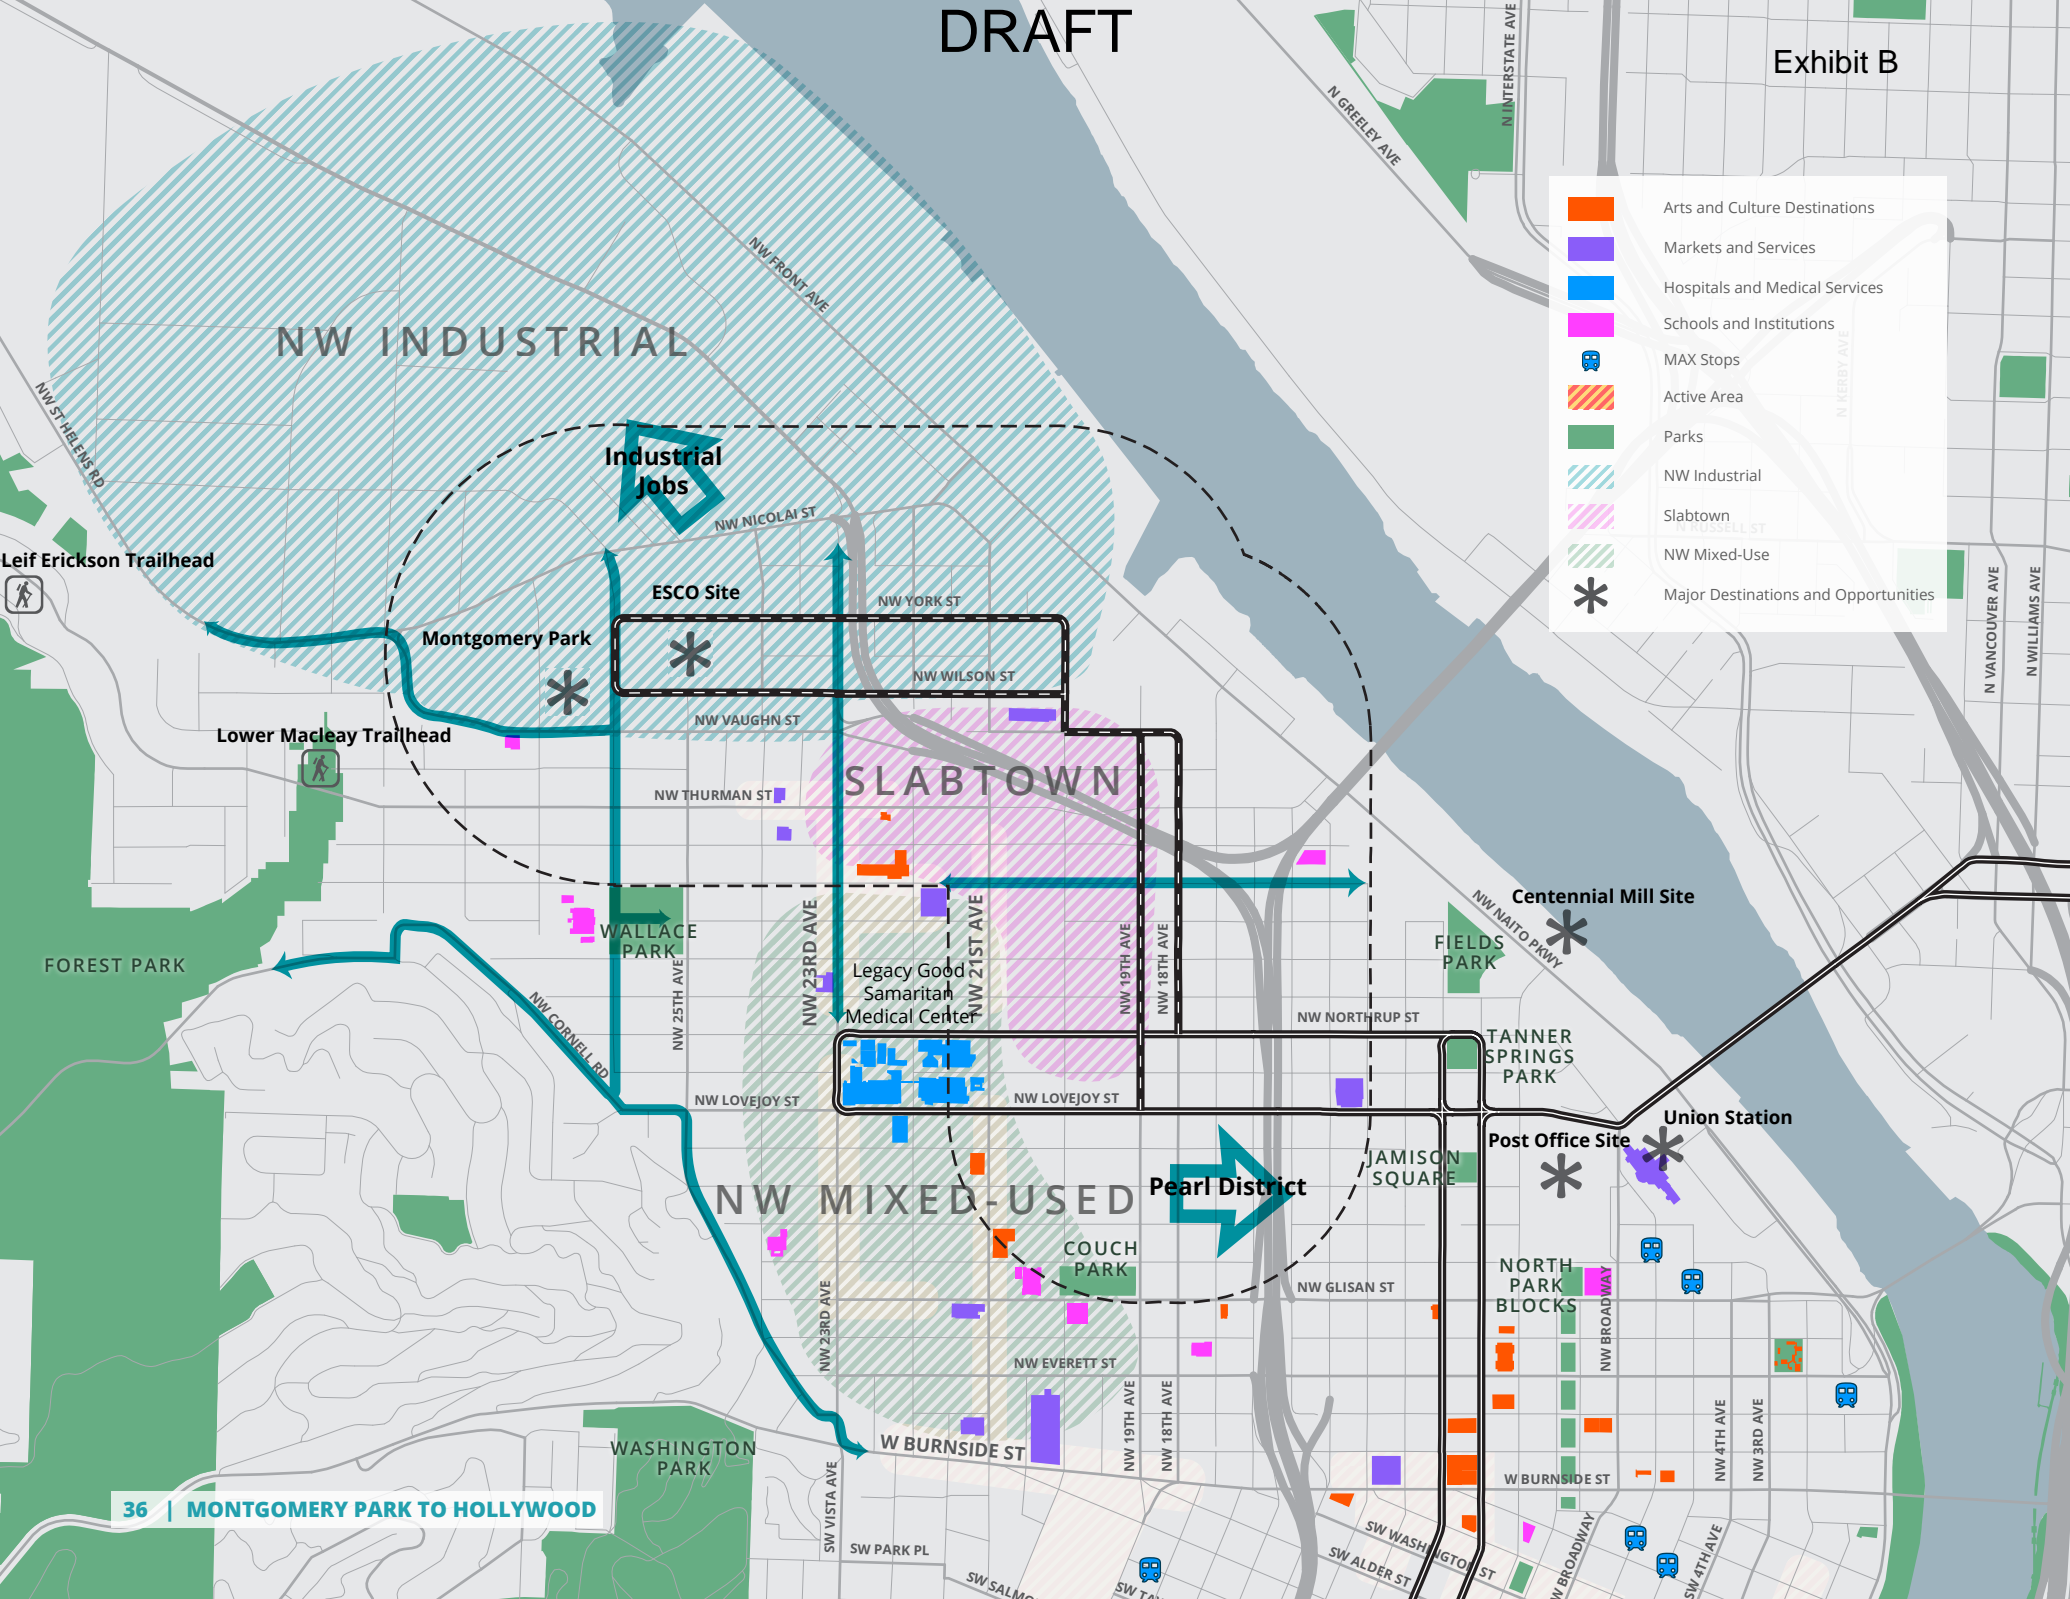 DRAFT
Exhibit B
N INTERSTATE AVE
N GREELEY AVE
Arts and Culture Destinations
Markets and Services
Hospitals and Medical Services
Schools and Institutions
MAX Stops
Active Area
Parks
NW Industrial
Slabtown
NW Mixed-Use
Major Destinations and Opportunities
N KERBY AVE
N RUSSELL ST
N VANCOUVER AVE
N WILLIAMS AVE
NW FRONT AVE
NW INDUSTRIAL
NW ST HELENS RD
Industrial
Jobs
NW NICOLAI ST
Leif Erickson Trailhead
ESCO Site
NW YORK ST
Montgomery Park
NW WILSON ST
NW VAUGHN ST
Lower Macleay Trailhead
SLABTOWN
NW THURMAN ST
Centennial Mill Site
NW NAITO PKWY
FIELDS
PARK
WALLACE
PARK
FOREST PARK
NW 23RD AVE
NW 21ST AVE
NW 19TH AVE
NW 18TH AVE
NW 25TH AVE
Legacy Good
Samaritan
Medical Center
NW CORNELL RD
NW NORTHRUP ST
TANNER
SPRINGS
PARK
NW LOVEJOY ST
NW LOVEJOY ST
Union Station
Post Office Site
JAMISON
SQUARE
Pearl District
NW MIXED-USED
COUCH
PARK
NW GLISAN ST
NORTH
PARK
BLOCKS
NW BROADWAY
NW 23RD AVE
NW EVERETT ST
NW 19TH AVE
NW 18TH AVE
NW 4TH AVE
NW 3RD AVE
W BURNSIDE ST
W BURNSIDE ST
WASHINGTON
PARK
SW VISTA AVE
36 | MONTGOMERY PARK TO HOLLYWOOD
SW PARK PL
SW SALMO
SW TA
SW WASHINGTON ST
SW ALDER ST
W BROADWAY
SW 4TH AVE